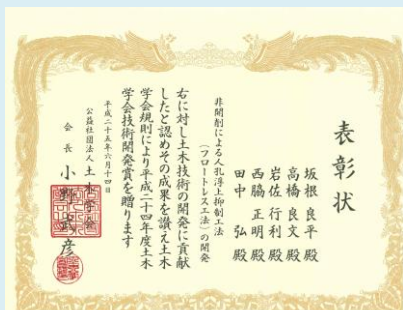 表彰状
坂根 良平 殿
高橋 良文 殿
岩佐 行利 殿
西脇 正明 殿
田中 弘 殿
非開削による人孔浮上抑制工法
(フロートレス工法)の開発
右に対し土木技術の開発に貢献
したと認めその成果を讃え土木
学会規則により平成二十四年度土木
学会技術開発賞を贈ります
平成二十五年六月十四日
公益社団法人 土木学会
会長 小野武彦